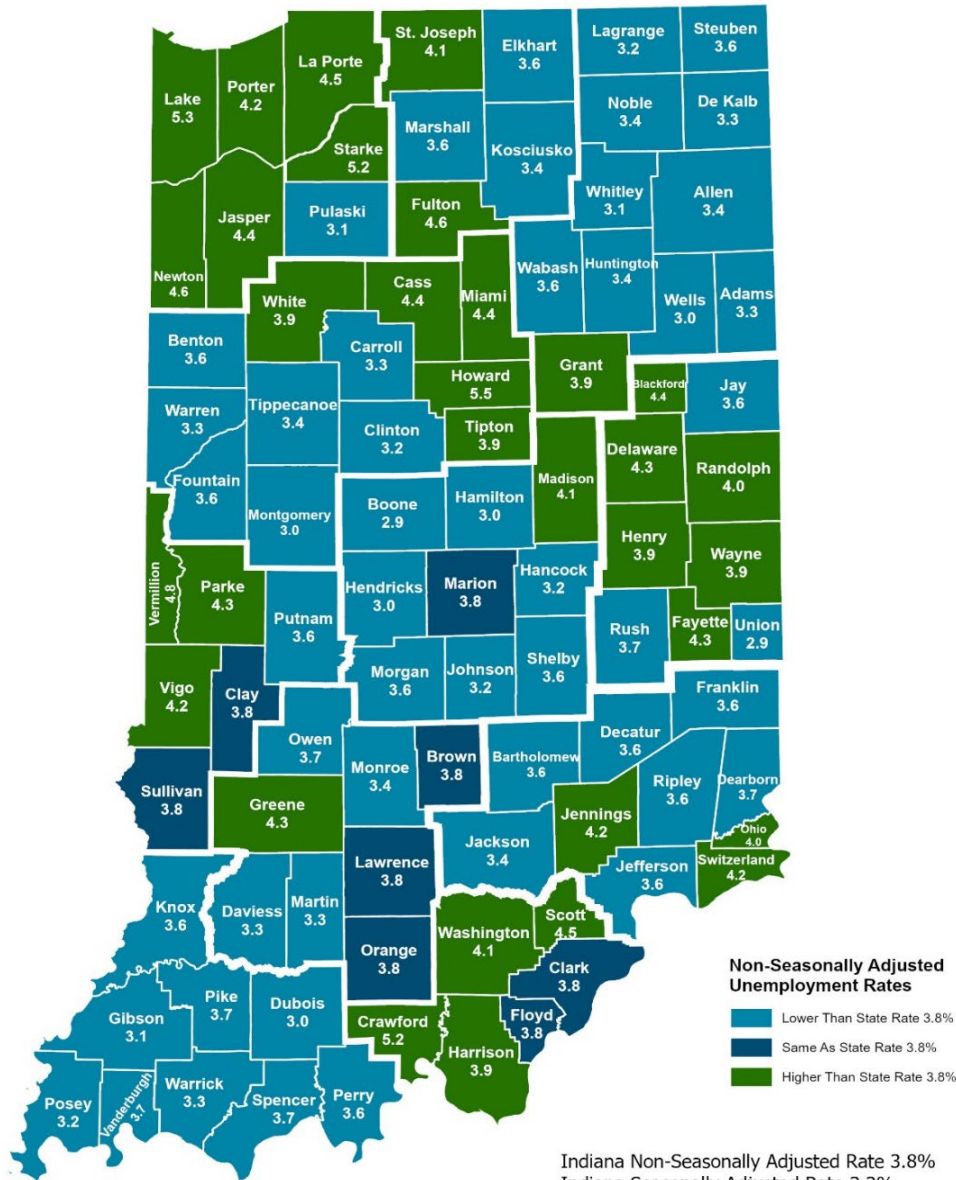 St. Joseph
4.1
Elkhart
3.6
Lagrange
3.2
Steuben
3.6
Lake
5.3
Porter
4.2
La Porte
4.5
Noble
3.4
De Kalb
3.3
Marshall
3.6
Kosciusko
3.4
Starke
5.2
Whitley
3.1
Allen
3.4
Newton
4.6
Jasper
4.4
Pulaski
3.1
Fulton
4.6
Wabash
3.6
Huntington
3.4
Wells
3.0
Adams
3.3
White
3.9
Cass
4.4
Miami
4.4
Benton
3.6
Carroll
3.3
Howard
5.5
Grant
3.9
Blackford
4.4
Jay
3.6
Warren
3.3
Tippecanoe
3.4
Clinton
3.2
Tipton
3.9
Delaware
4.3
Randolph
4.0
Fountain
3.6
Montgomery
3.0
Boone
2.9
Hamilton
3.0
Madison
4.1
Henry
3.9
Wayne
3.9
Vermillion
4.8
Parke
4.3
Putnam
3.6
Hendricks
3.0
Marion
3.8
Hancock
3.2
Rush
3.7
Fayette
4.3
Union
2.9
Vigo
4.2
Clay
3.8
Morgan
3.6
Johnson
3.2
Shelby
3.6
Franklin
3.6
Owen
3.7
Monroe
3.4
Brown
3.8
Bartholomew
3.6
Decatur
3.6
Ripley
3.6
Dearborn
3.7
Sullivan
3.8
Greene
4.3
Jackson
3.4
Jennings
4.2
Ohio
4.0
Switzerland
4.2
Jefferson
3.6
Lawrence
3.8
Knox
3.6
Daviess
3.3
Martin
3.3
Orange
3.8
Washington
4.1
Scott
4.5
Clark
3.8
Floyd
3.8
Gibson
3.1
Pike
3.7
Dubois
3.0
Crawford
5.2
Harrison
3.9
Posey
3.2
Vanderburgh
3.7
Warrick
3.3
Spencer
3.7
Perry
3.6
Non-Seasonally Adjusted
Unemployment Rates
Lower Than State Rate 3.8%
Same As State Rate 3.8%
Higher Than State Rate 3.8%
Indiana Non-Seasonally Adjusted Rate 3.8%